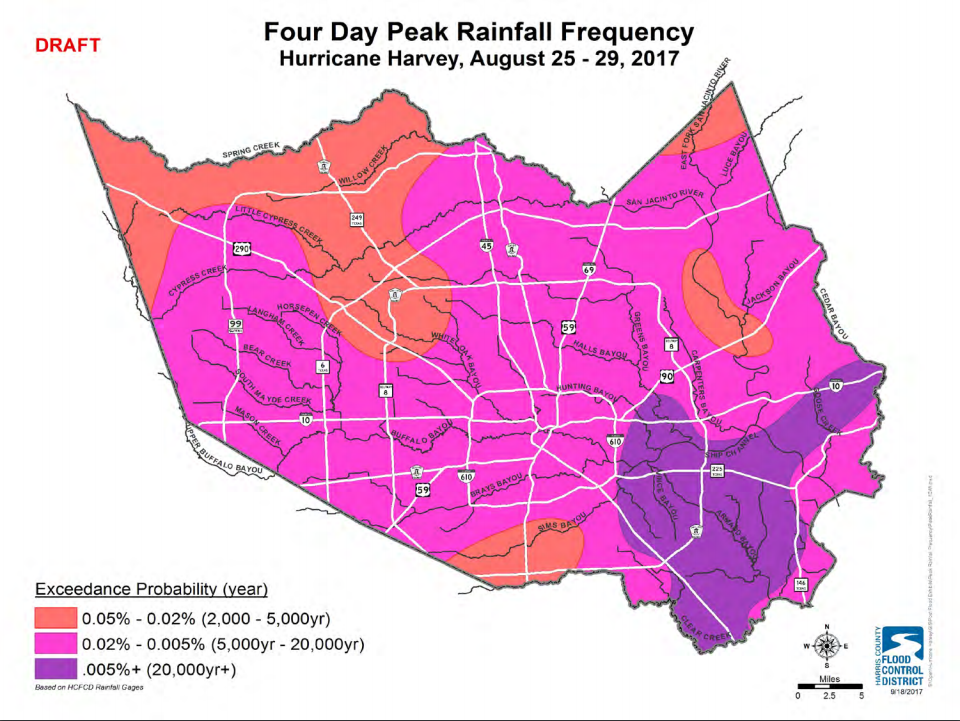 DRAFT
Four Day Peak Rainfall Frequency
Hurricane Harvey, August 25 - 29, 2017
SPRING CREEK
WILLOW CREEK
EAST FORK SAN JACINTO RIVER
LUCE BAYOU
SAN JACINTO RIVER
LITTLE CYPRESS CREEK
249
290
45
8
69
CYPRESS CREEK
JACKSON BAYOU
CEDAR BAYOU
HORSEPEN CREEK
LANGHAM CREEK
99
59
GREENS BAYOU
WHITE OAK BAYOU
HALLS BAYOU
8
BEAR CREEK
6
90
CARPENTERS BAYOU
SOUTH MAYDE CREEK
8
HUNTING BAYOU
10
GOOSE CREEK
MASON CREEK
10
BUFFALO BAYOU
610
SHIP CHANNEL
UPPER BUFFALO BAYOU
59
610
BRAYS BAYOU
225
VINCE BAYOU
SIMS BAYOU
ARMAND BAYOU
8
146
CLEAR CREEK
Exceedance Probability (year)
0.05% - 0.02% (2,000 - 5,000yr)
0.02% - 0.005% (5,000yr - 20,000yr)
.005%+ (20,000yr+)
Based on HCFCD Rainfall Gages
N
W E
S
Miles
0 2.5 5
HARRIS COUNTY
FLOOD
CONTROL
DISTRICT
9/18/2017